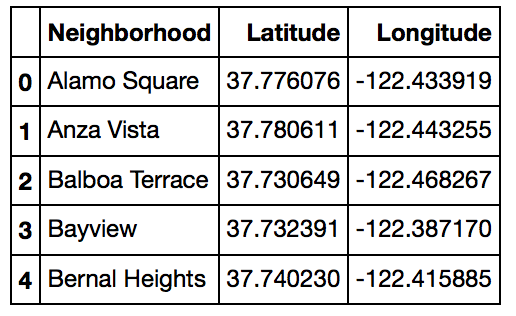 Neighborhood Latitude Longitude
0 Alamo Square 37.776076 -122.433919
1 Anza Vista 37.780611 -122.443255
2 Balboa Terrace 37.730649 -122.468267
3 Bayview 37.732391 -122.387170
4 Bernal Heights 37.740230 -122.415885